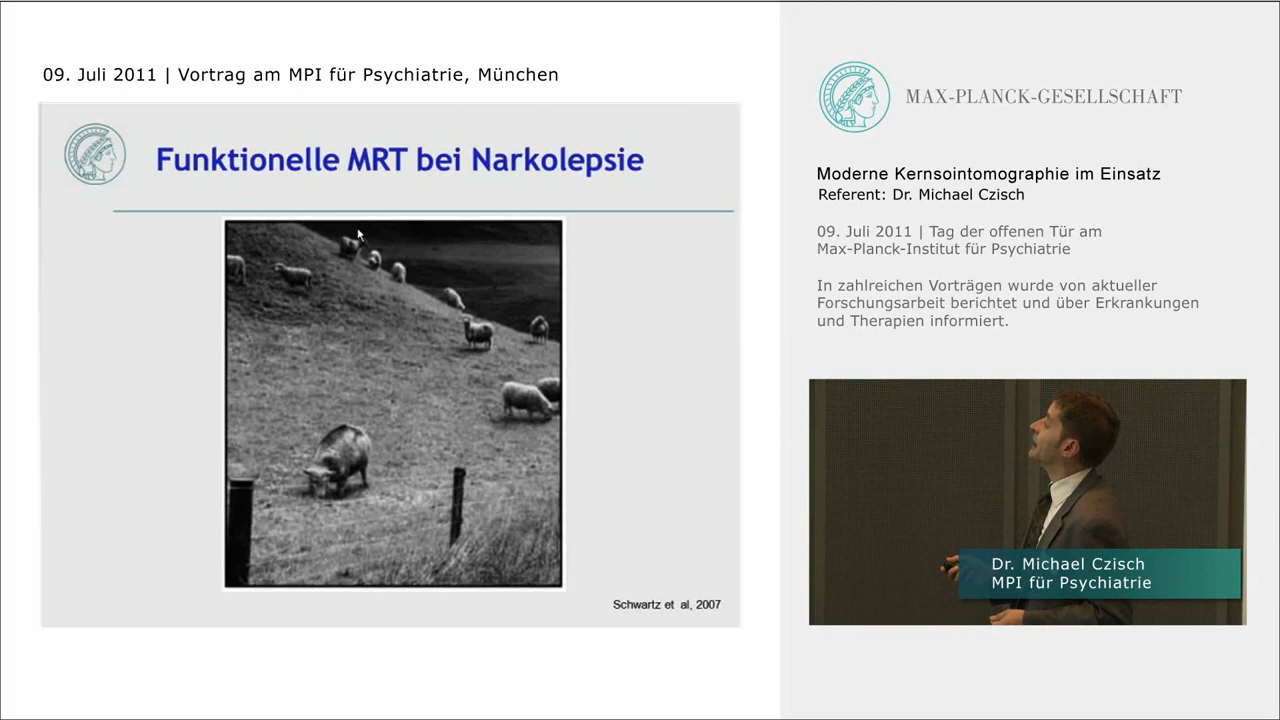 09. Juli 2011 | Vortrag am MPI für Psychiatrie, München
Funktionelle MRT bei Narkolepsie
Schwartz et al, 2007
MAX-PLANCK-GESELLSCHAFT
Moderne Kernsointomographie im Einsatz
Referent: Dr. Michael Czisch
09. Juli 2011 | Tag der offenen Tür am
Max-Planck-Institut für Psychiatrie
In zahlreichen Vorträgen wurde von aktueller
Forschungsarbeit berichtet und über Erkrankungen
und Therapien informiert.
Dr. Michael Czisch
MPI für Psychiatrie